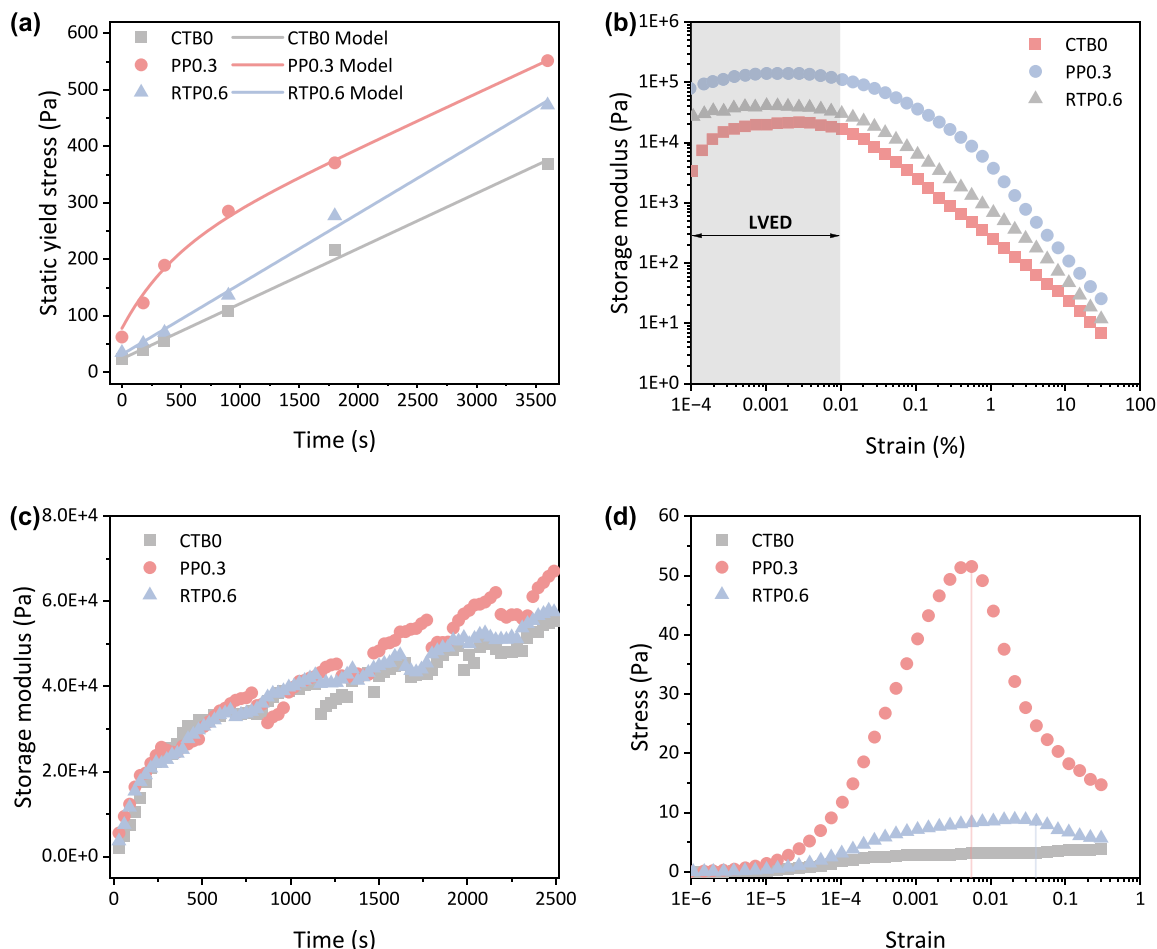 (a)
600
500
400
300
200
100
0
Static yield stress (Pa)
CTB0 CTB0 Model
PP0.3 PP0.3 Model
RTP0.6 RTP0.6 Model
0 500 1000 1500 2000 2500 3000 3500
Time (s)
(b)
1E+6
1E+5
1E+4
1E+3
1E+2
1E+1
1E+0
Storage modulus (Pa)
CTB0
PP0.3
RTP0.6
LVED
1E−4 0.001 0.01 0.1 1 10 100
Strain (%)
(c)
8.0E+4
6.0E+4
4.0E+4
2.0E+4
0.0E+0
Storage modulus (Pa)
CTB0
PP0.3
RTP0.6
0 500 1000 1500 2000 2500
Time (s)
(d)
60
50
40
30
20
10
0
Stress (Pa)
CTB0
PP0.3
RTP0.6
1E−6 1E−5 1E−4 0.001 0.01 0.1 1
Strain